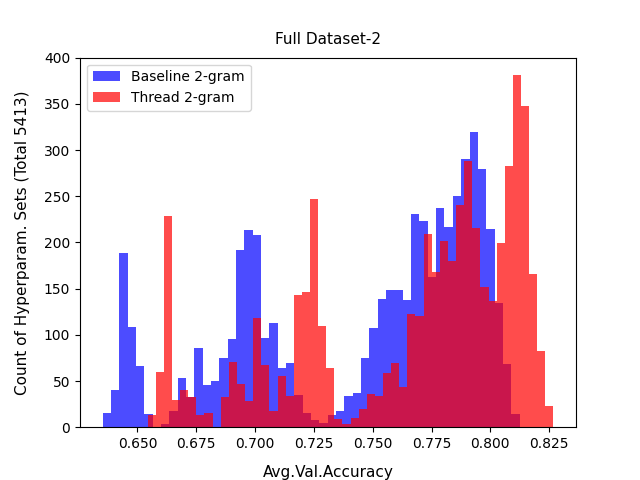 Full Dataset-2
Baseline 2-gram
Thread 2-gram
Count of Hyperparam. Sets (Total 5413)
400
350
300
250
200
150
100
50
0
0.650 0.675 0.700 0.725 0.750 0.775 0.800 0.825
Avg.Val.Accuracy